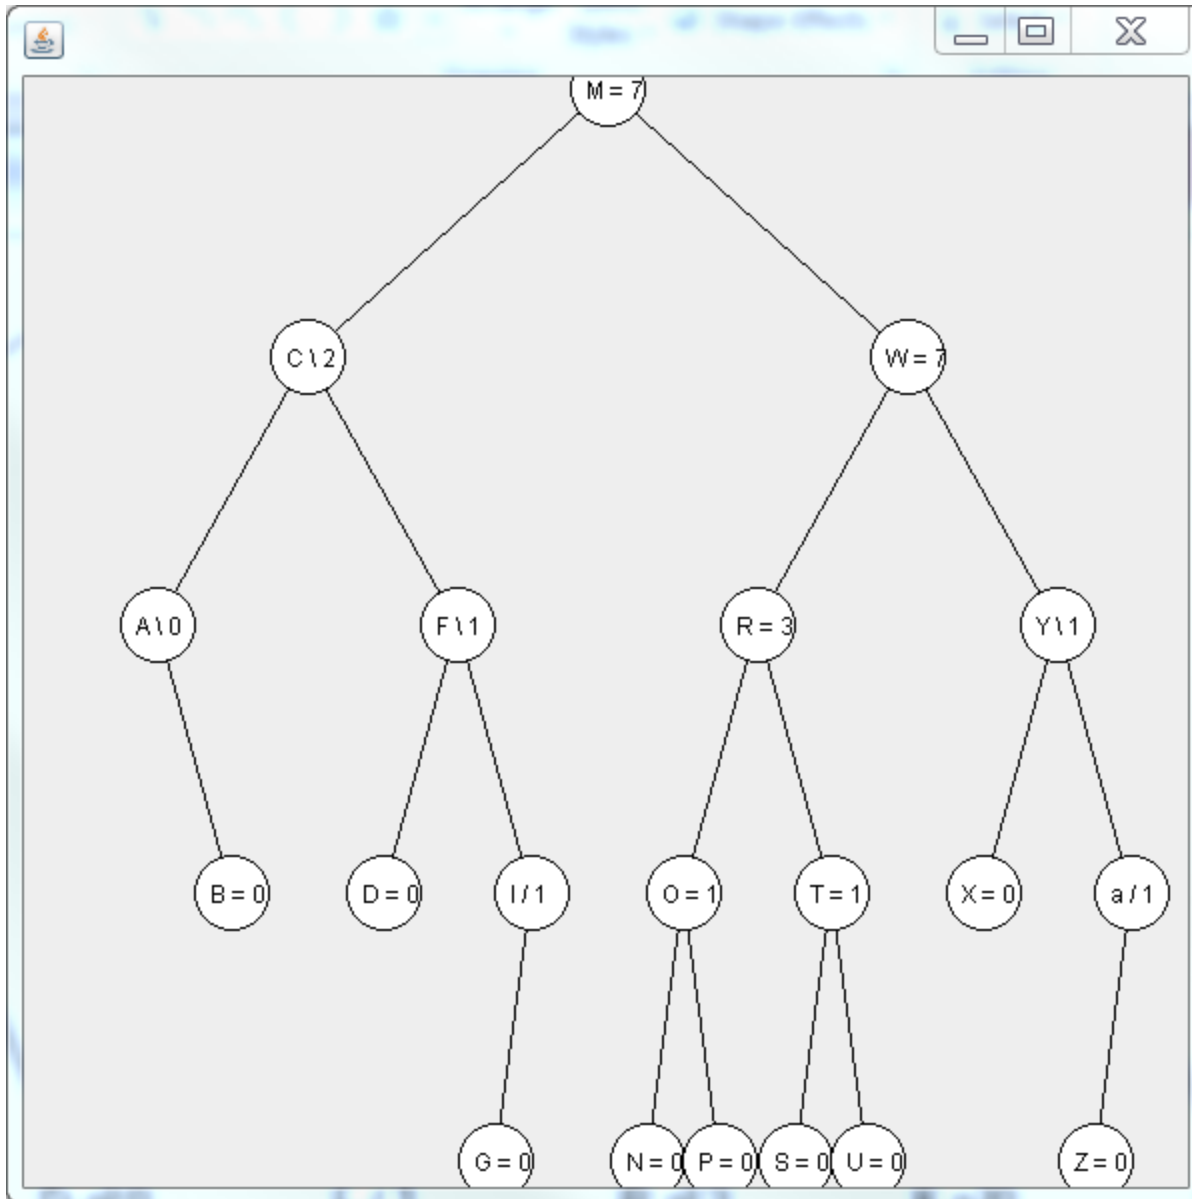 M = 7
C \ 2
W = 7
A \ 0
F \ 1
R = 3
Y \ 1
B = 0
D = 0
I / 1
O = 1
T = 1
X = 0
a / 1
G = 0
N = 0
P = 0
S = 0
U = 0
Z = 0